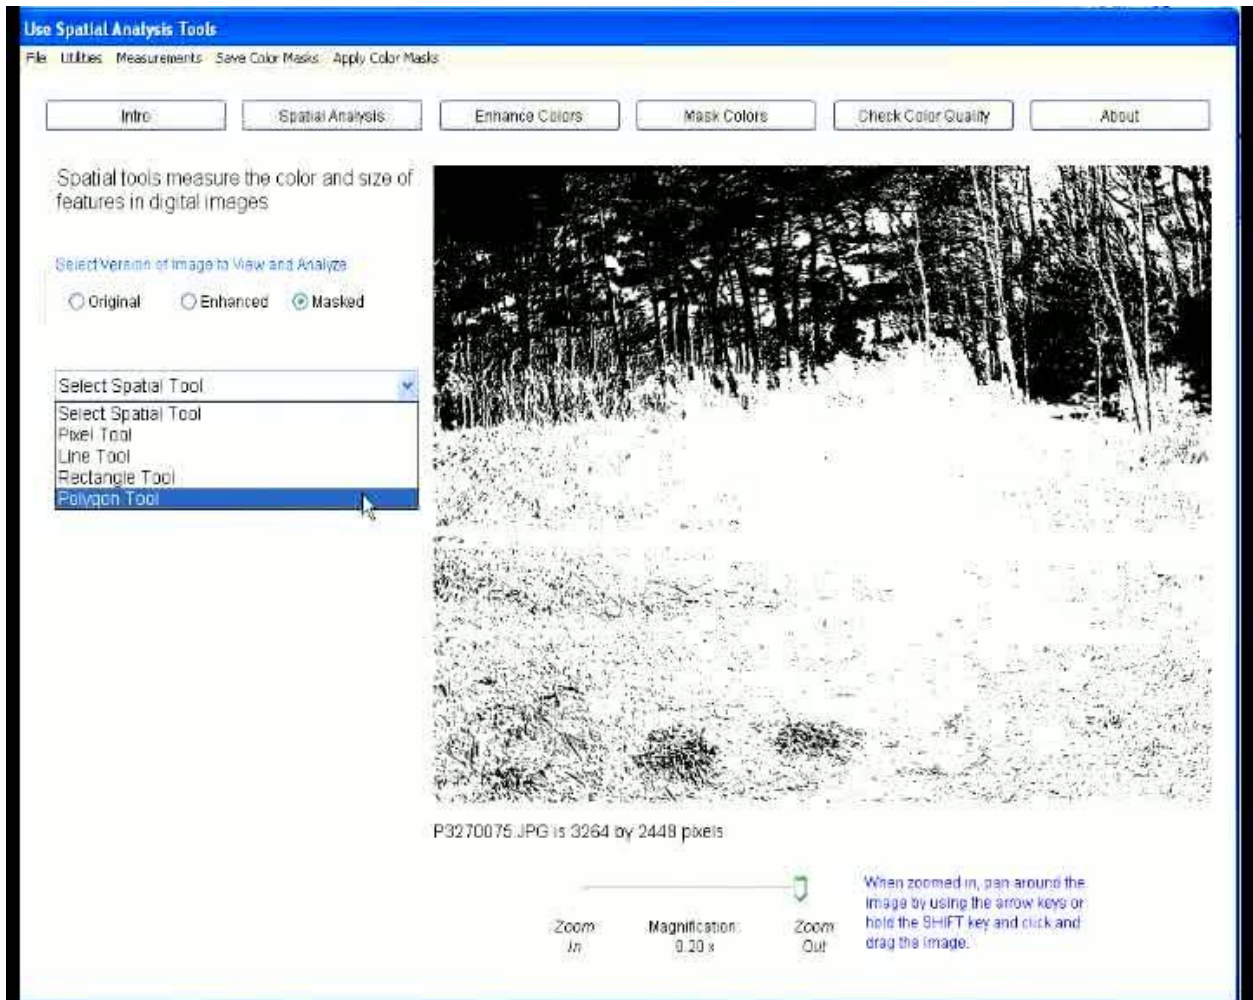 Use Spatial Analysis Tools
File Utilities Measurements Save Color Masks Apply Color Masks
Intro Spatial Analysis Enhance Colors Mask Colors Check Color Quality About
Spatial tools measure the color and size of
features in digital images
Select Version of Image to View and Analyze
Original Enhanced Masked
Select Spatial Tool
Select Spatial Tool
Pixel Tool
Line Tool
Rectangle Tool
Polygon Tool
P3270075.JPG is 3264 by 2448 pixels
Zoom In
Magnification:
0.20 x
Zoom Out
When zoomed in, pan around the
image by using the arrow keys or
hold the SHIFT key and click and
drag the image.